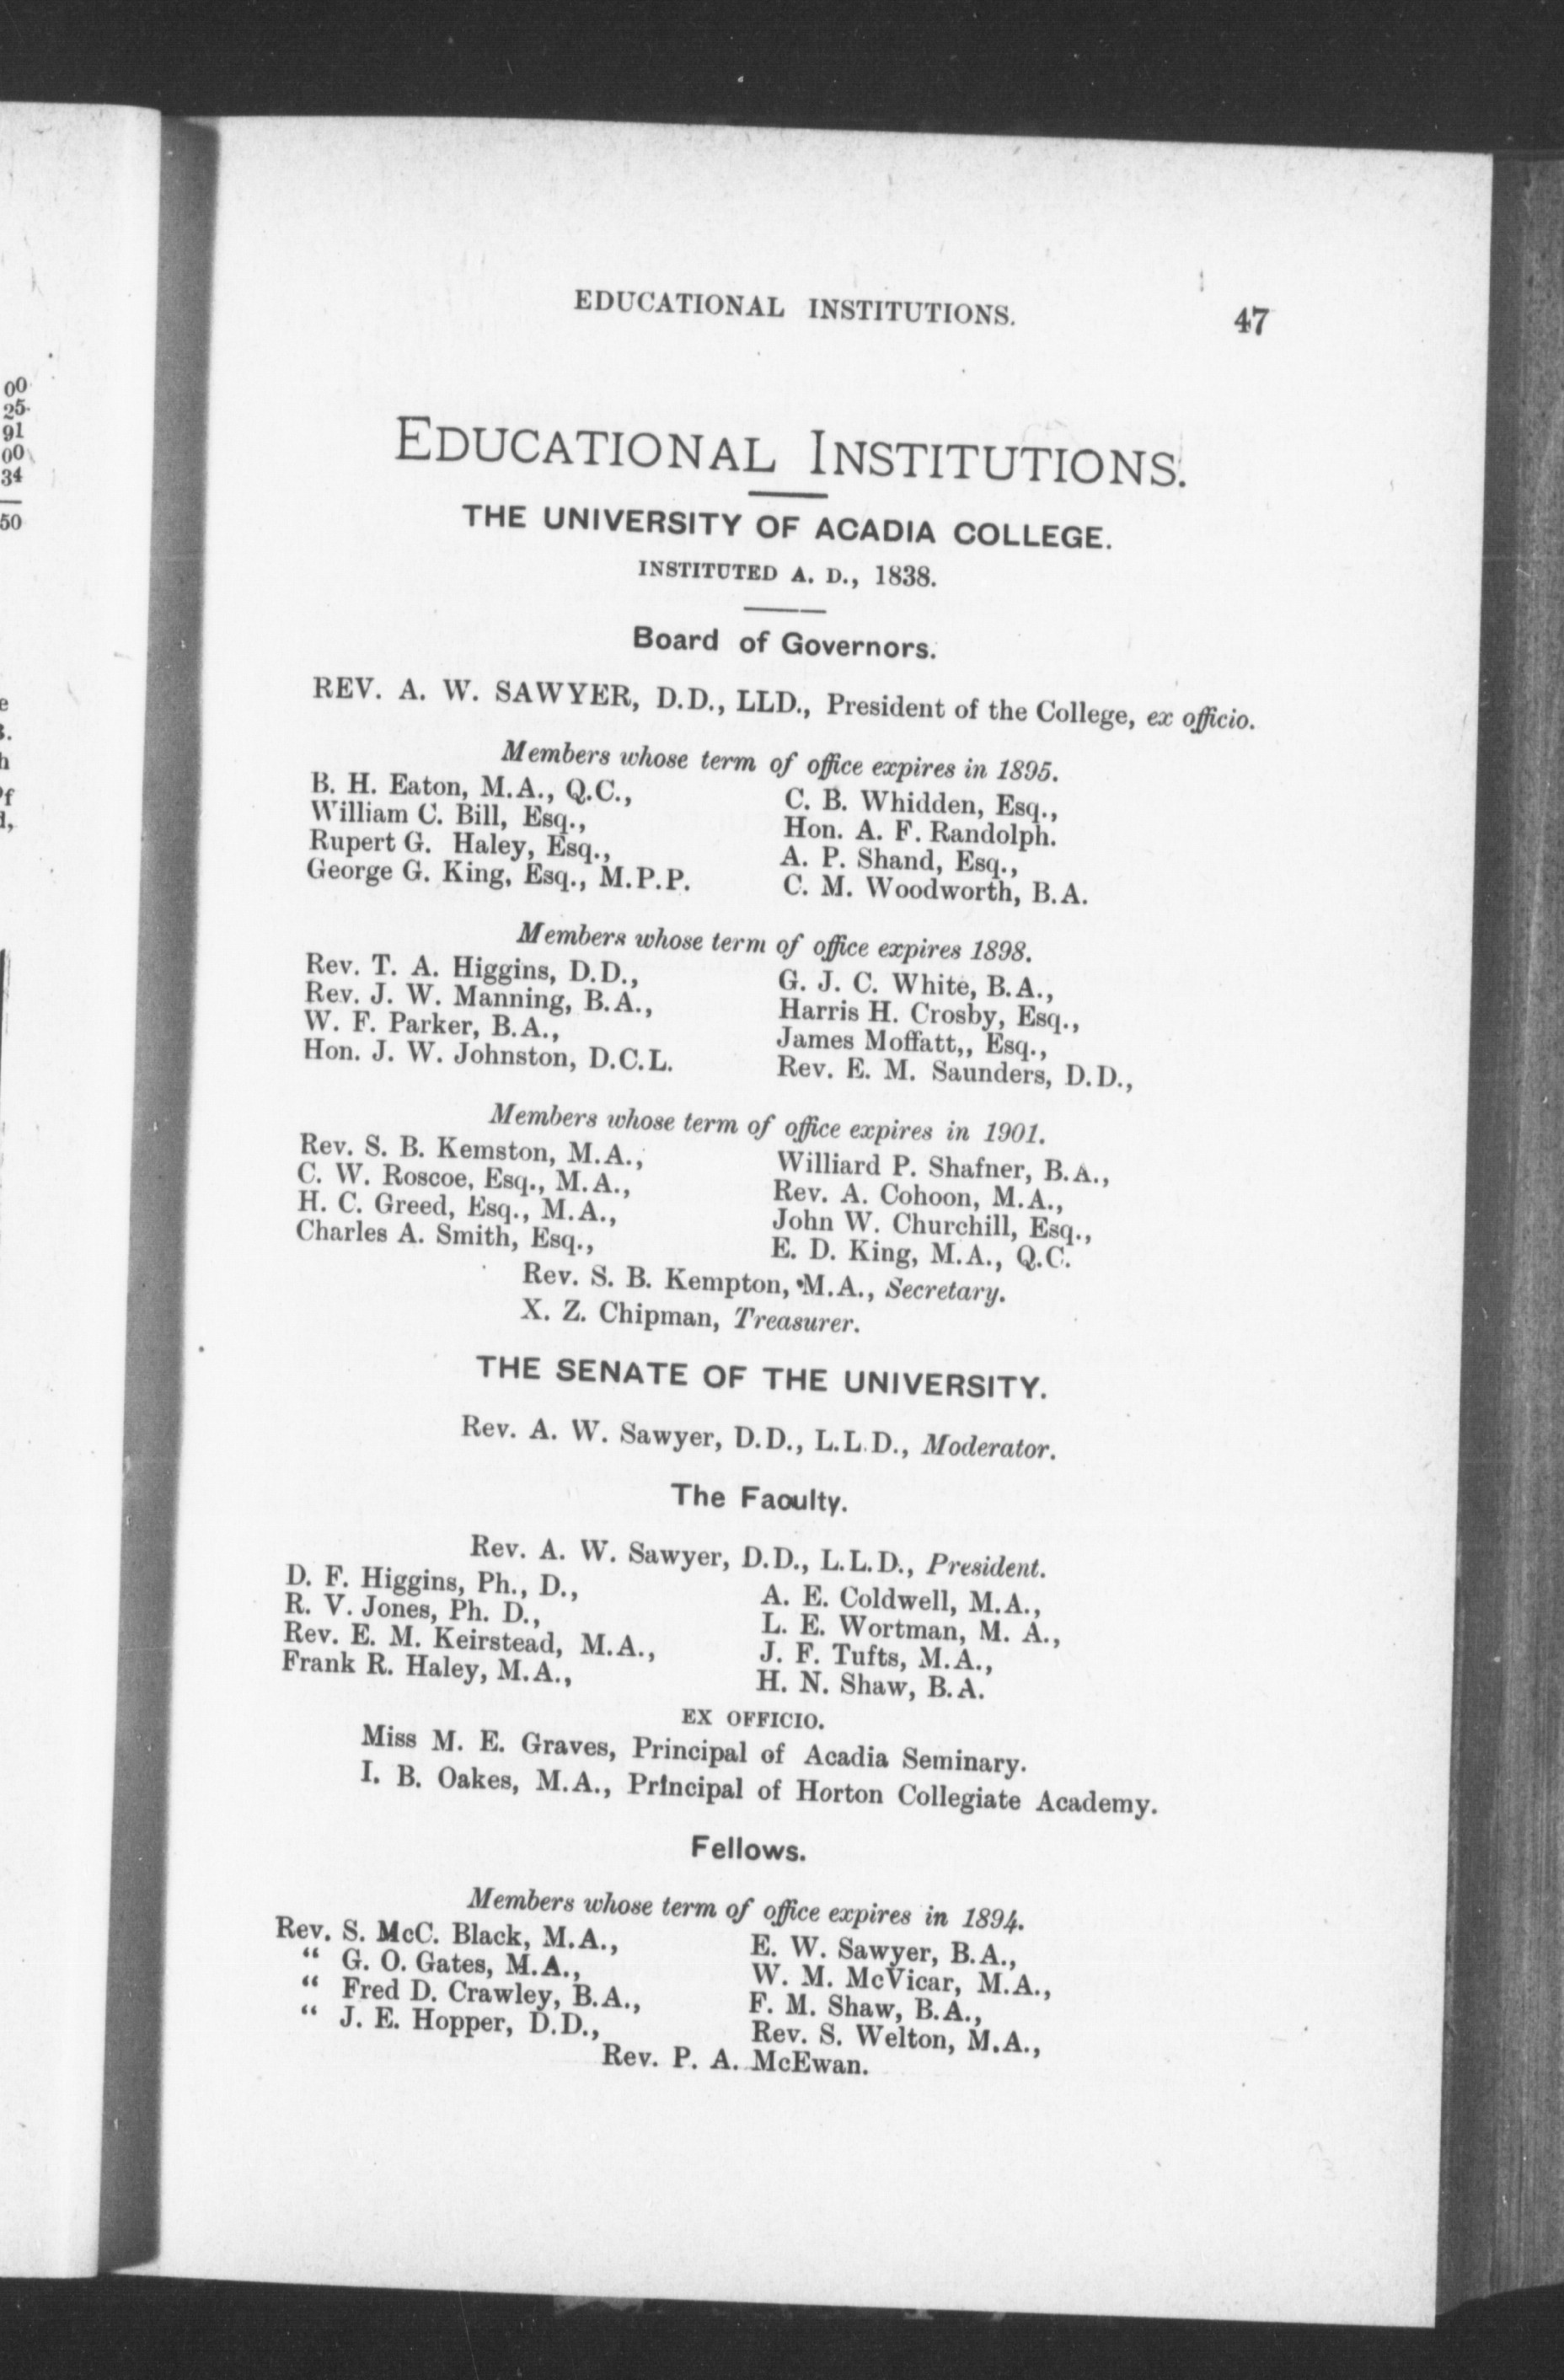 EDUCATIONAL INSTITUTIONS. 47
EDUCATIONAL INSTITUTIONS.
THE UNIVERSITY OF ACADIA COLLEGE.
INSTITUTED A. D., 1838.
Board of Governors.
REV. A. W. SAWYER, D.D., LLD., President of the College, ex officio.
Members whose term of office expires in 1895.
B. H. Eaton, M.A., Q.C.,
William C. Bill, Esq.,
Rupert G. Haley, Esq.,
George G. King, Esq., M.P.P.
C. B. Whidden, Esq.,
Hon. A. F. Randolph.
A. P. Shand, Esq.,
C. M. Woodworth, B.A.
Members whose term of office expires 1898.
Rev. T. A. Higgins, D.D.,
Rev. J. W. Manning, B.A.,
W. F. Parker, B.A.,
Hon. J. W. Johnston, D.C.L.
G. J. C. White, B.A.,
Harris H. Crosby, Esq.,
James Moffatt,, Esq.,
Rev. E. M. Saunders, D.D.,
Members whose term of office expires in 1901.
Rev. S. B. Kemston, M.A.,
C. W. Roscoe, Esq., M.A.,
H. C. Greed, Esq., M.A.,
Charles A. Smith, Esq.,
Williard P. Shafner, B.A.,
Rev. A. Cohoon, M.A.,
John W. Churchill, Esq.,
E. D. King, M.A., Q.C.
Rev. S. B. Kempton, M.A., Secretary.
X. Z. Chipman, Treasurer.
THE SENATE OF THE UNIVERSITY.
Rev. A. W. Sawyer, D.D., L.L.D., Moderator.
The Faoulty.
Rev. A. W. Sawyer, D.D., L.L.D., President.
D. F. Higgins, Ph., D.,
R. V. Jones, Ph. D.,
Rev. E. M. Keirstead, M.A.,
Frank R. Haley, M.A.,
A. E. Coldwell, M.A.,
L. E. Wortman, M. A.,
J. F. Tufts, M.A.,
H. N. Shaw, B.A.
EX OFFICIO.
Miss M. E. Graves, Principal of Acadia Seminary.
I. B. Oakes, M.A., Principal of Horton Collegiate Academy.
Fellows.
Members whose term of office expires in 1894.
Rev. S. McC. Black, M.A.,
" G. O. Gates, M.A.,
" Fred D. Crawley, B.A.,
" J. E. Hopper, D.D.,
E. W. Sawyer, B.A.,
W. M. McVicar, M.A.,
F. M. Shaw, B.A.,
Rev. S. Welton, M.A.,
Rev. P. A. McEwan.